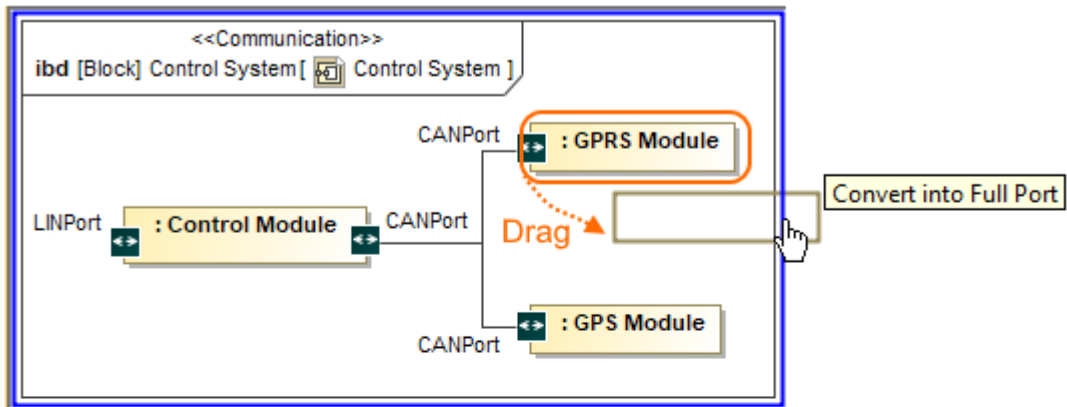 <<Communication>>
ibd [Block] Control System [ Control System ]
CANPort
: GPRS Module
Convert into Full Port
LINPort
: Control Module
CANPort
Drag
: GPS Module
CANPort